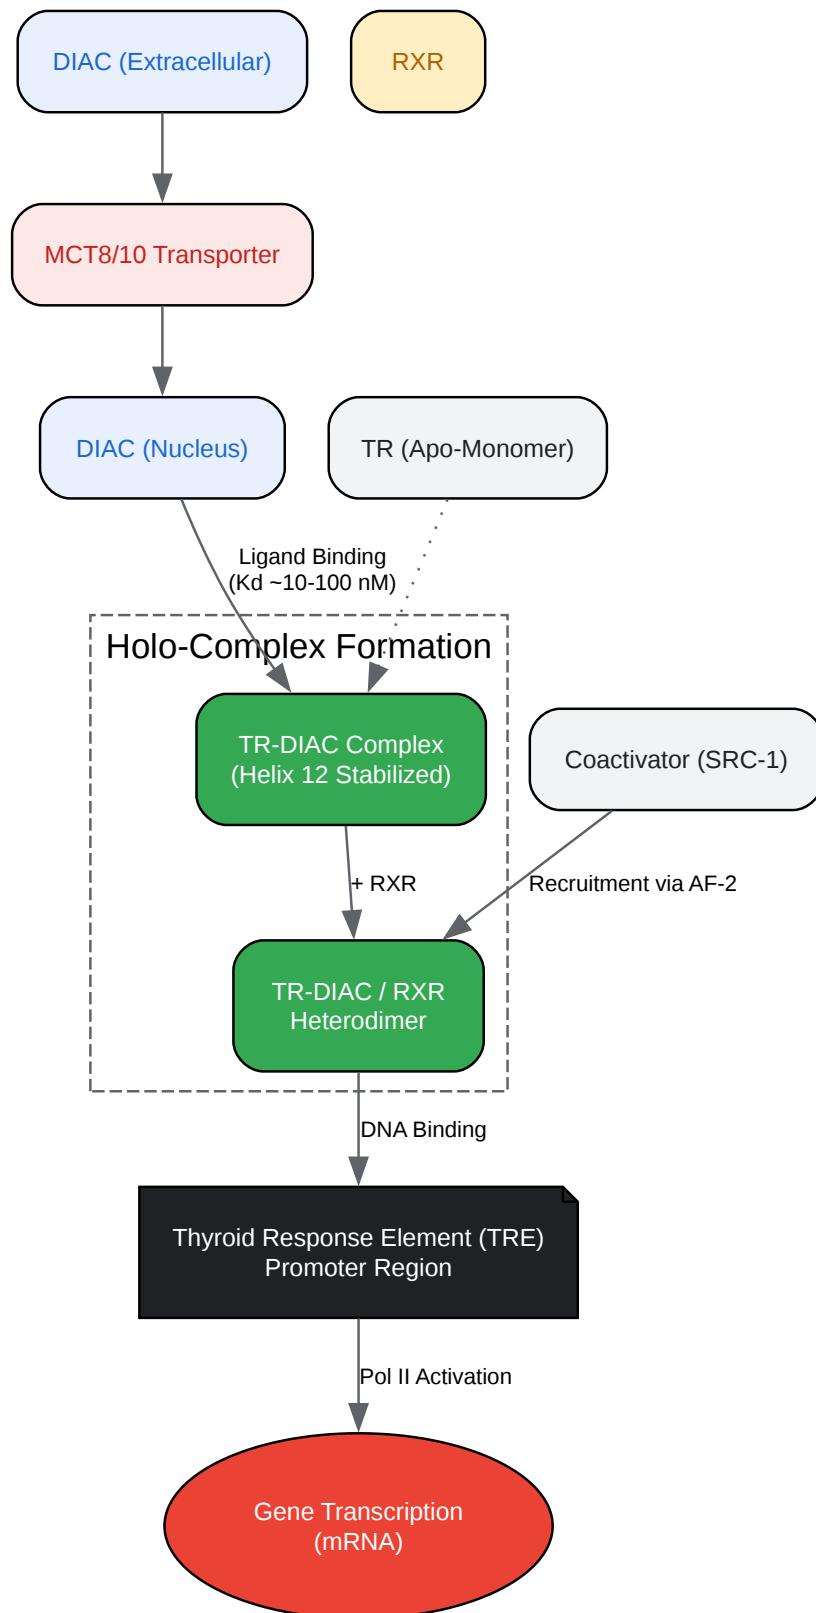 DIAC (Extracellular)
RXR
MCT8/10 Transporter
DIAC (Nucleus)
TR (Apo-Monomer)
Ligand Binding
(Kd ~10-100 nM)
Holo-Complex Formation
TR-DIAC Complex
(Helix 12 Stabilized)
Coactivator (SRC-1)
+ RXR
Recruitment via AF-2
TR-DIAC / RXR
Heterodimer
DNA Binding
Thyroid Response Element (TRE)
Promoter Region
Pol II Activation
Gene Transcription
(mRNA)